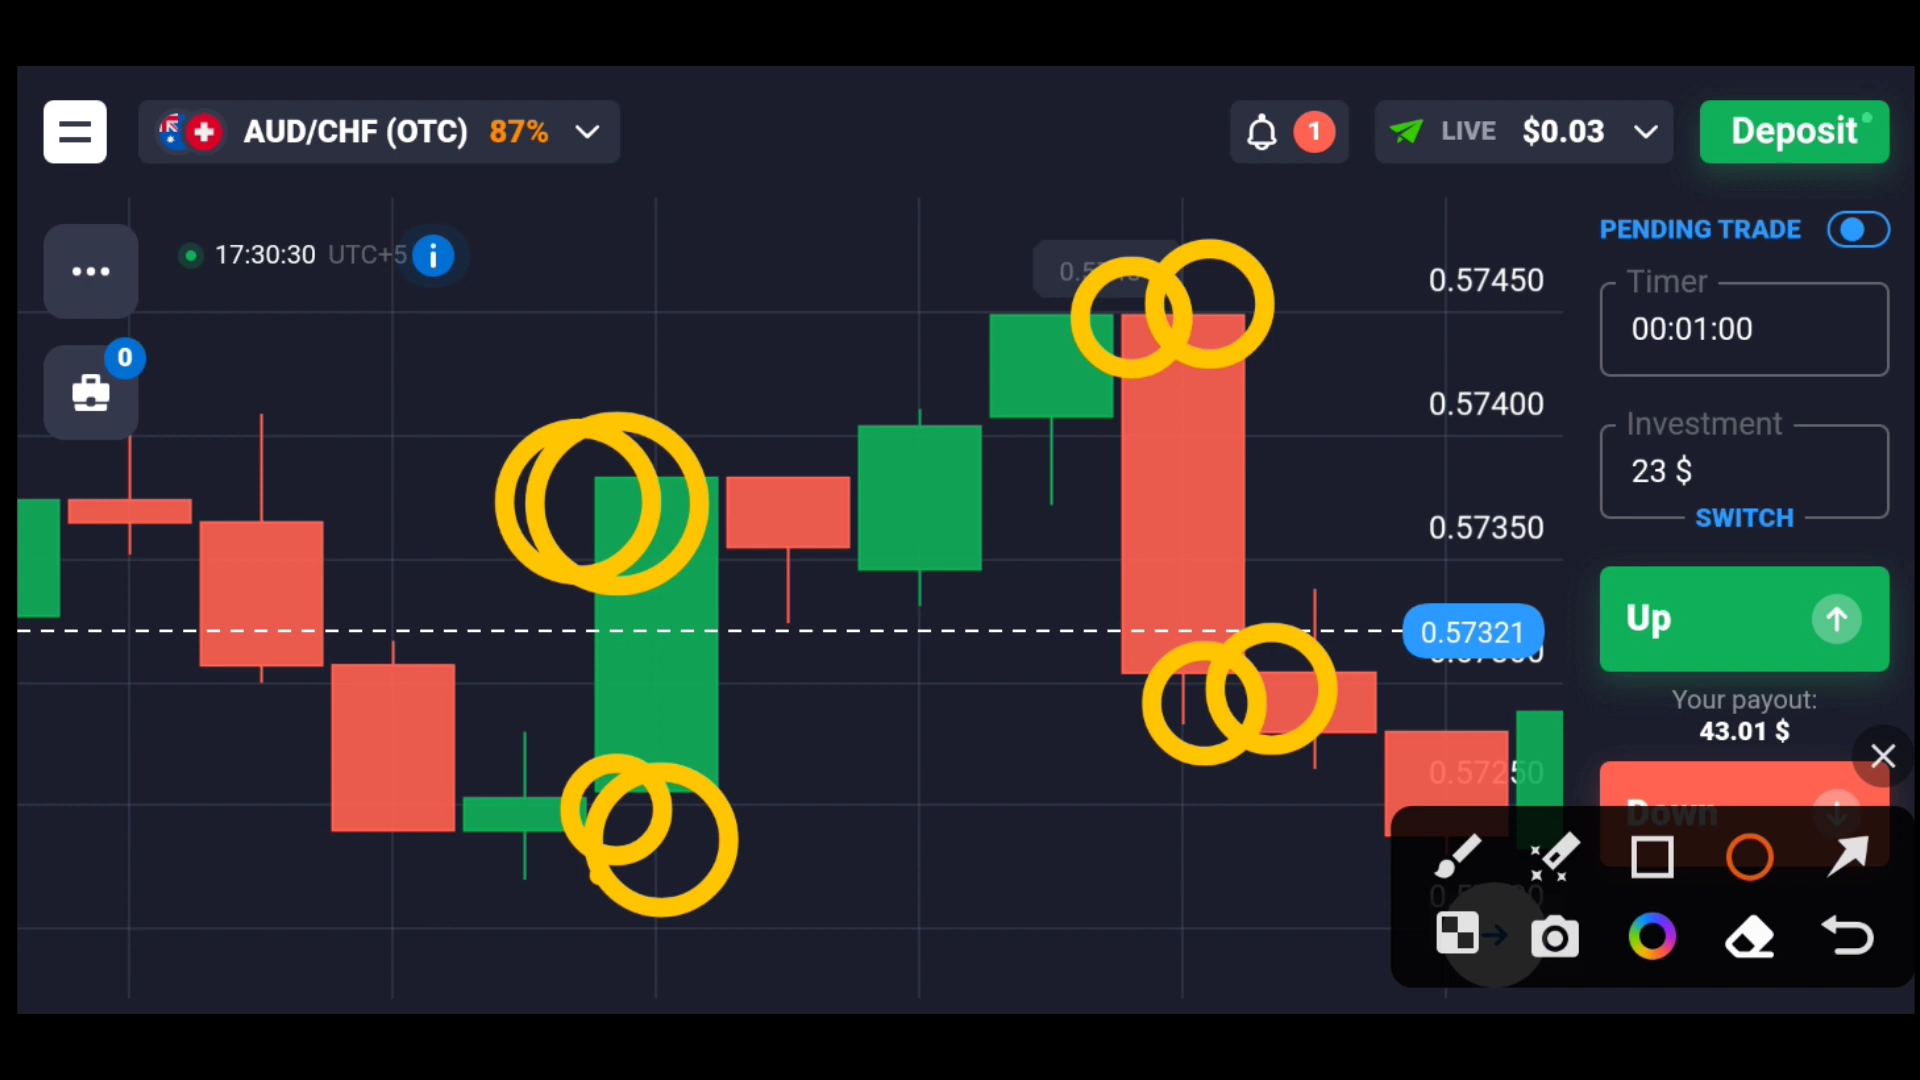 AUD/CHF (OTC) 87%
1
LIVE $0.03
Deposit
17:30:30 UTC+5
i
0
0.57450
0.57400
0.57350
0.57321
0.57250
PENDING TRADE
Timer
00:01:00
Investment
23 $
SWITCH
Up
Your payout:
43.01 $
Down